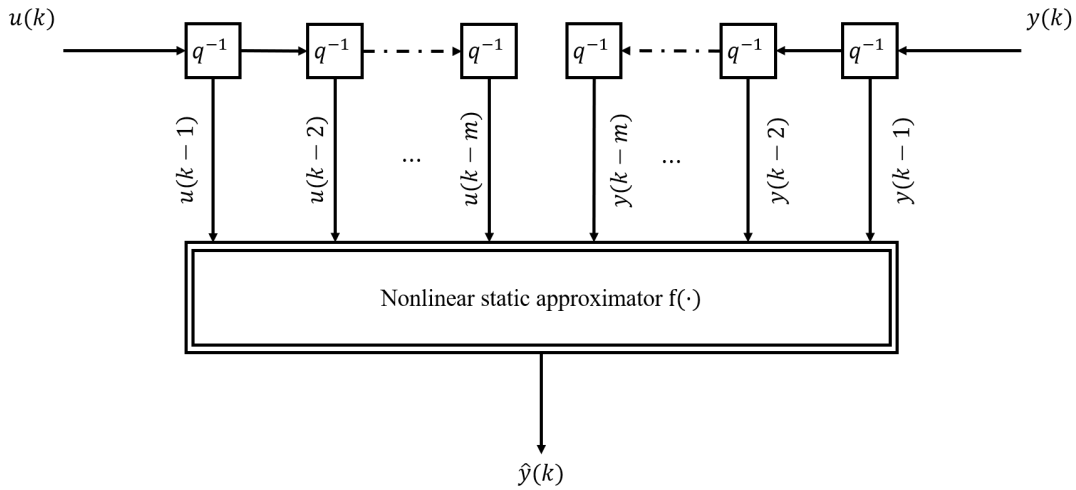 u(k)
y(k)
q⁻¹
q⁻¹
q⁻¹
q⁻¹
q⁻¹
q⁻¹
u(k − 1)
u(k − 2)
...
u(k − m)
y(k − m)
...
y(k − 2)
y(k − 1)
Nonlinear static approximator f(·)
ŷ(k)